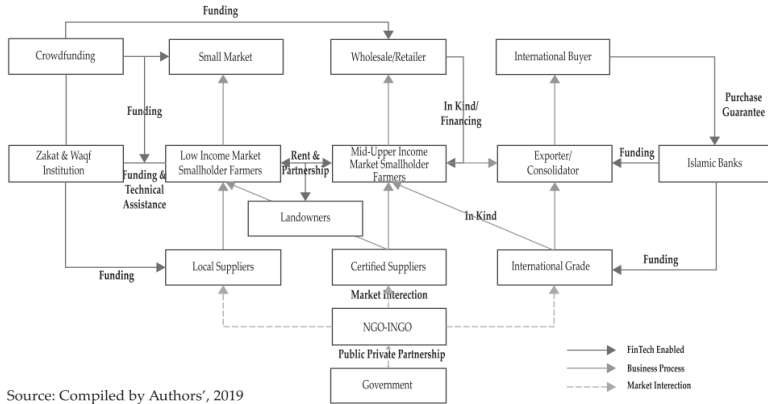 Funding
Crowdfunding
Small Market
Wholesale/Retailer
International Buyer
Funding
In Kind/
Financing
Purchase
Guarantee
Zakat & Waqf
Institution
Low Income Market
Smallholder Farmers
Rent &
Partnership
Mid-Upper Income
Market Smallholder
Farmers
Exporter/
Consolidator
Funding
Islamic Banks
Funding &
Technical
Assistance
Landowners
In Kind
Local Suppliers
Certified Suppliers
International Grade
Funding
Funding
Market Interection
NGO-INGO
Public Private Partnership
Government
FinTech Enabled
Business Process
Market Interection
Source: Compiled by Authors’, 2019